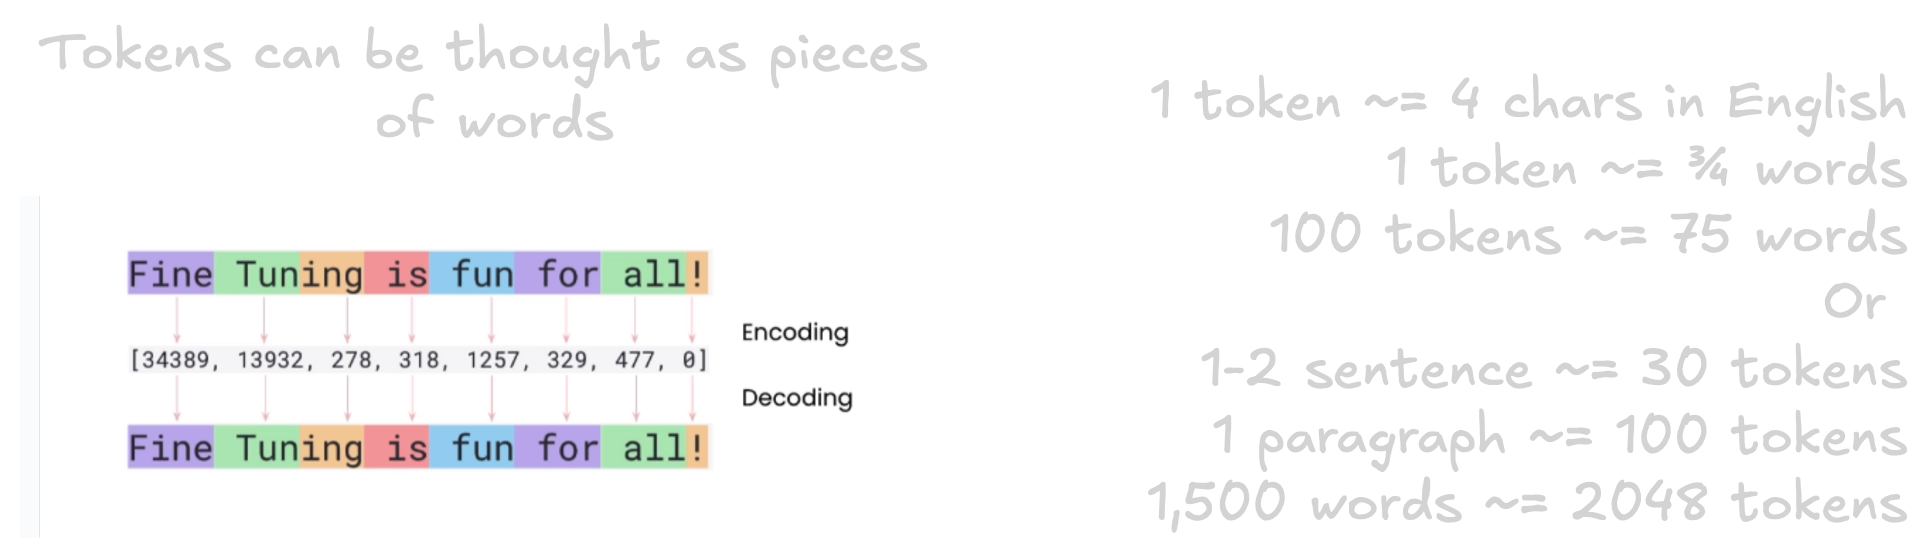 Tokens can be thought as pieces
of words
Fine Tuning is fun for all!
[34389, 13932, 278, 318, 1257, 329, 477, 0]
Fine Tuning is fun for all!
Encoding
Decoding
1 token ~= 4 chars in English
1 token ~= ¾ words
100 tokens ~= 75 words
Or
1-2 sentence ~= 30 tokens
1 paragraph ~= 100 tokens
1,500 words ~= 2048 tokens